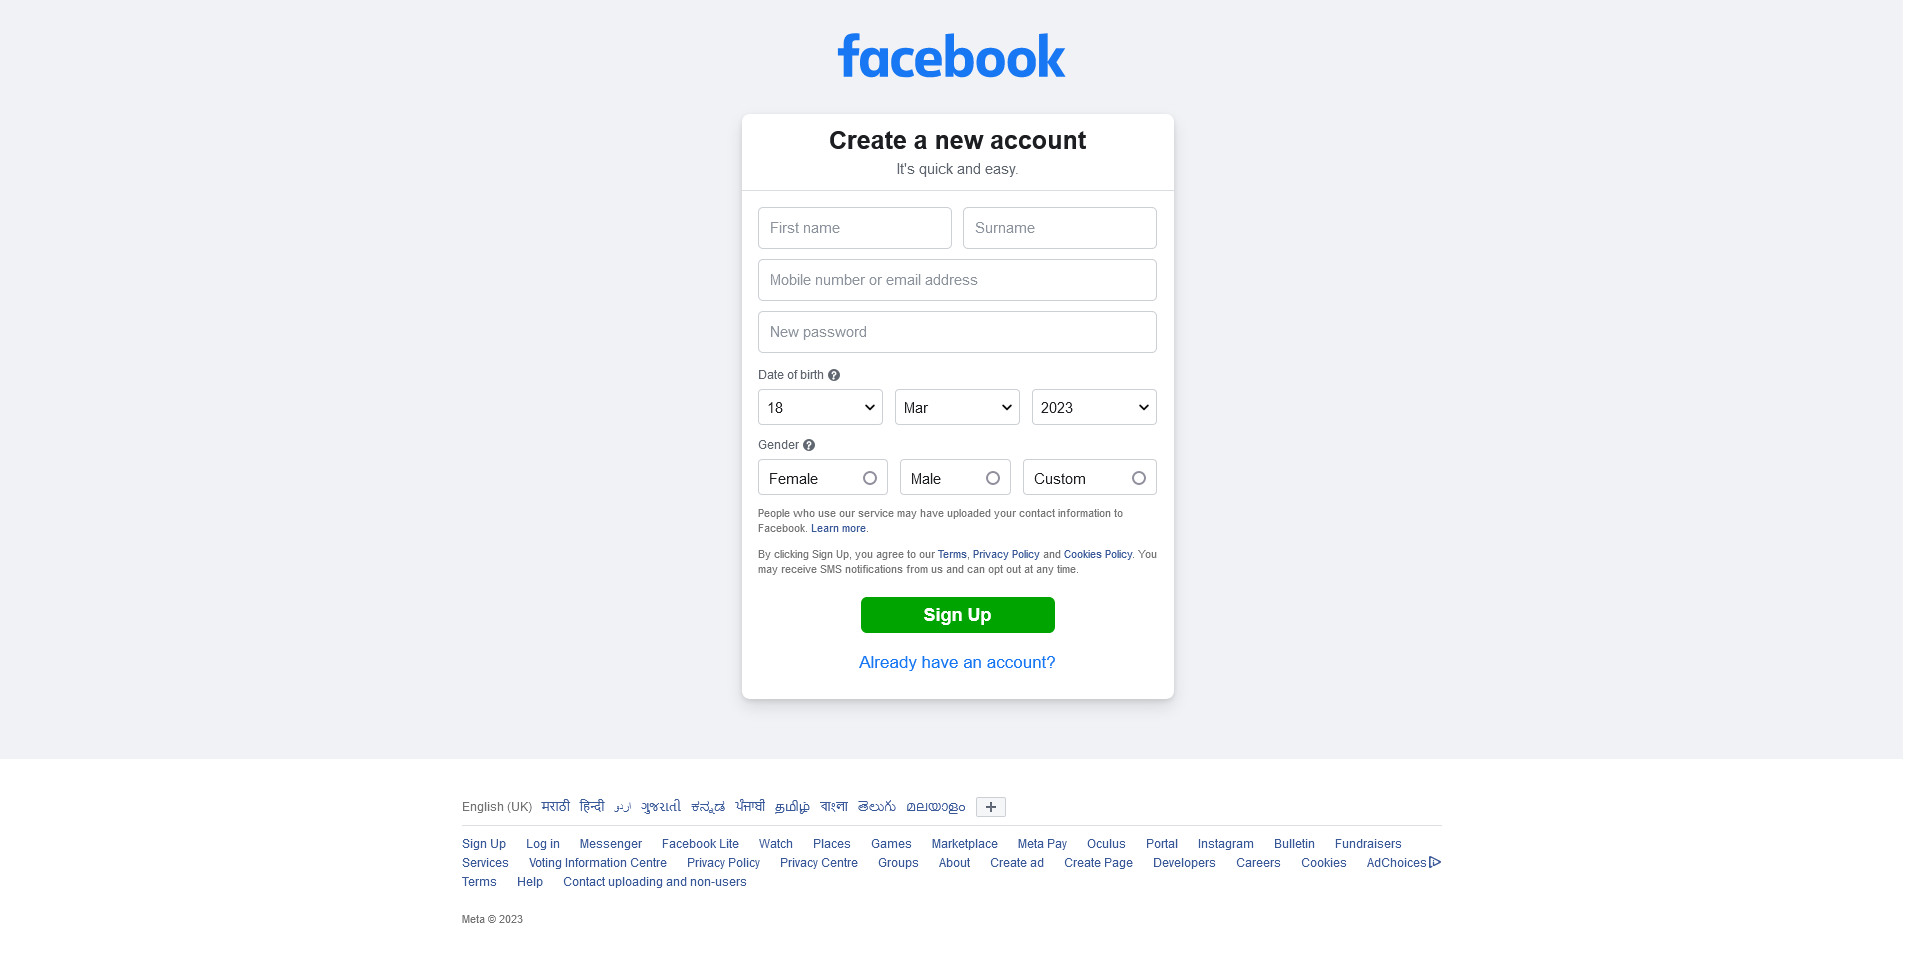 facebook
Create a new account
It's quick and easy.
First name Surname
Mobile number or email address
New password
Date of birth ?
18 Mar 2023
Gender ?
Female Male Custom
People who use our service may have uploaded your contact information to
Facebook. Learn more.
By clicking Sign Up, you agree to our Terms, Privacy Policy and Cookies Policy. You
may receive SMS notifications from us and can opt out at any time.
Sign Up
Already have an account?
English (UK) मराठी हिन्दी اردو ગુજરાતી ಕನ್ನಡ ਪੰਜਾਬੀ தமிழ் বাংলা తెలుగు മലയാളം +
Sign Up Log in Messenger Facebook Lite Watch Places Games Marketplace Meta Pay Oculus Portal Instagram Bulletin Fundraisers
Services Voting Information Centre Privacy Policy Privacy Centre Groups About Create ad Create Page Developers Careers Cookies AdChoices
Terms Help Contact uploading and non-users
Meta © 2023